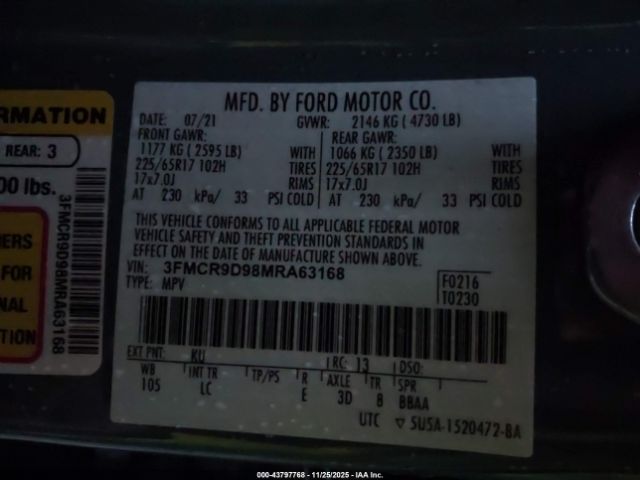 ORMATION
REAR: 3
00 lbs.
3FMCR9D98MRA63168
ERS
FOR
NAL
TION
MFD. BY FORD MOTOR CO.
DATE: 07/21 GVWR: 2146 KG ( 4730 LB)
FRONT GAWR: REAR GAWR:
1177 KG ( 2595 LB) WITH 1066 KG ( 2350 LB) WITH
225/65R17 102H TIRES 225/65R17 102H TIRES
17x7.0J RIMS 17x7.0J RIMS
AT 230 kPa/ 33 PSI COLD AT 230 kPa/ 33 PSI COLD
THIS VEHICLE CONFORMS TO ALL APPLICABLE FEDERAL MOTOR
VEHICLE SAFETY AND THEFT PREVENTION STANDARDS IN
EFFECT ON THE DATE OF MANUFACTURE SHOWN ABOVE.
VIN: 3FMCR9D98MRA63168
TYPE: MPV
F0216
T0230
EXT PNT: KU RC: 13 DSO:
WB INT TR TP/PS R AXLE TR SPR
105 LC E 3D 8 BBAA
UTC ▽ SU5A-1520472-BA
000-43797768 - 11/25/2025 - IAA Inc.